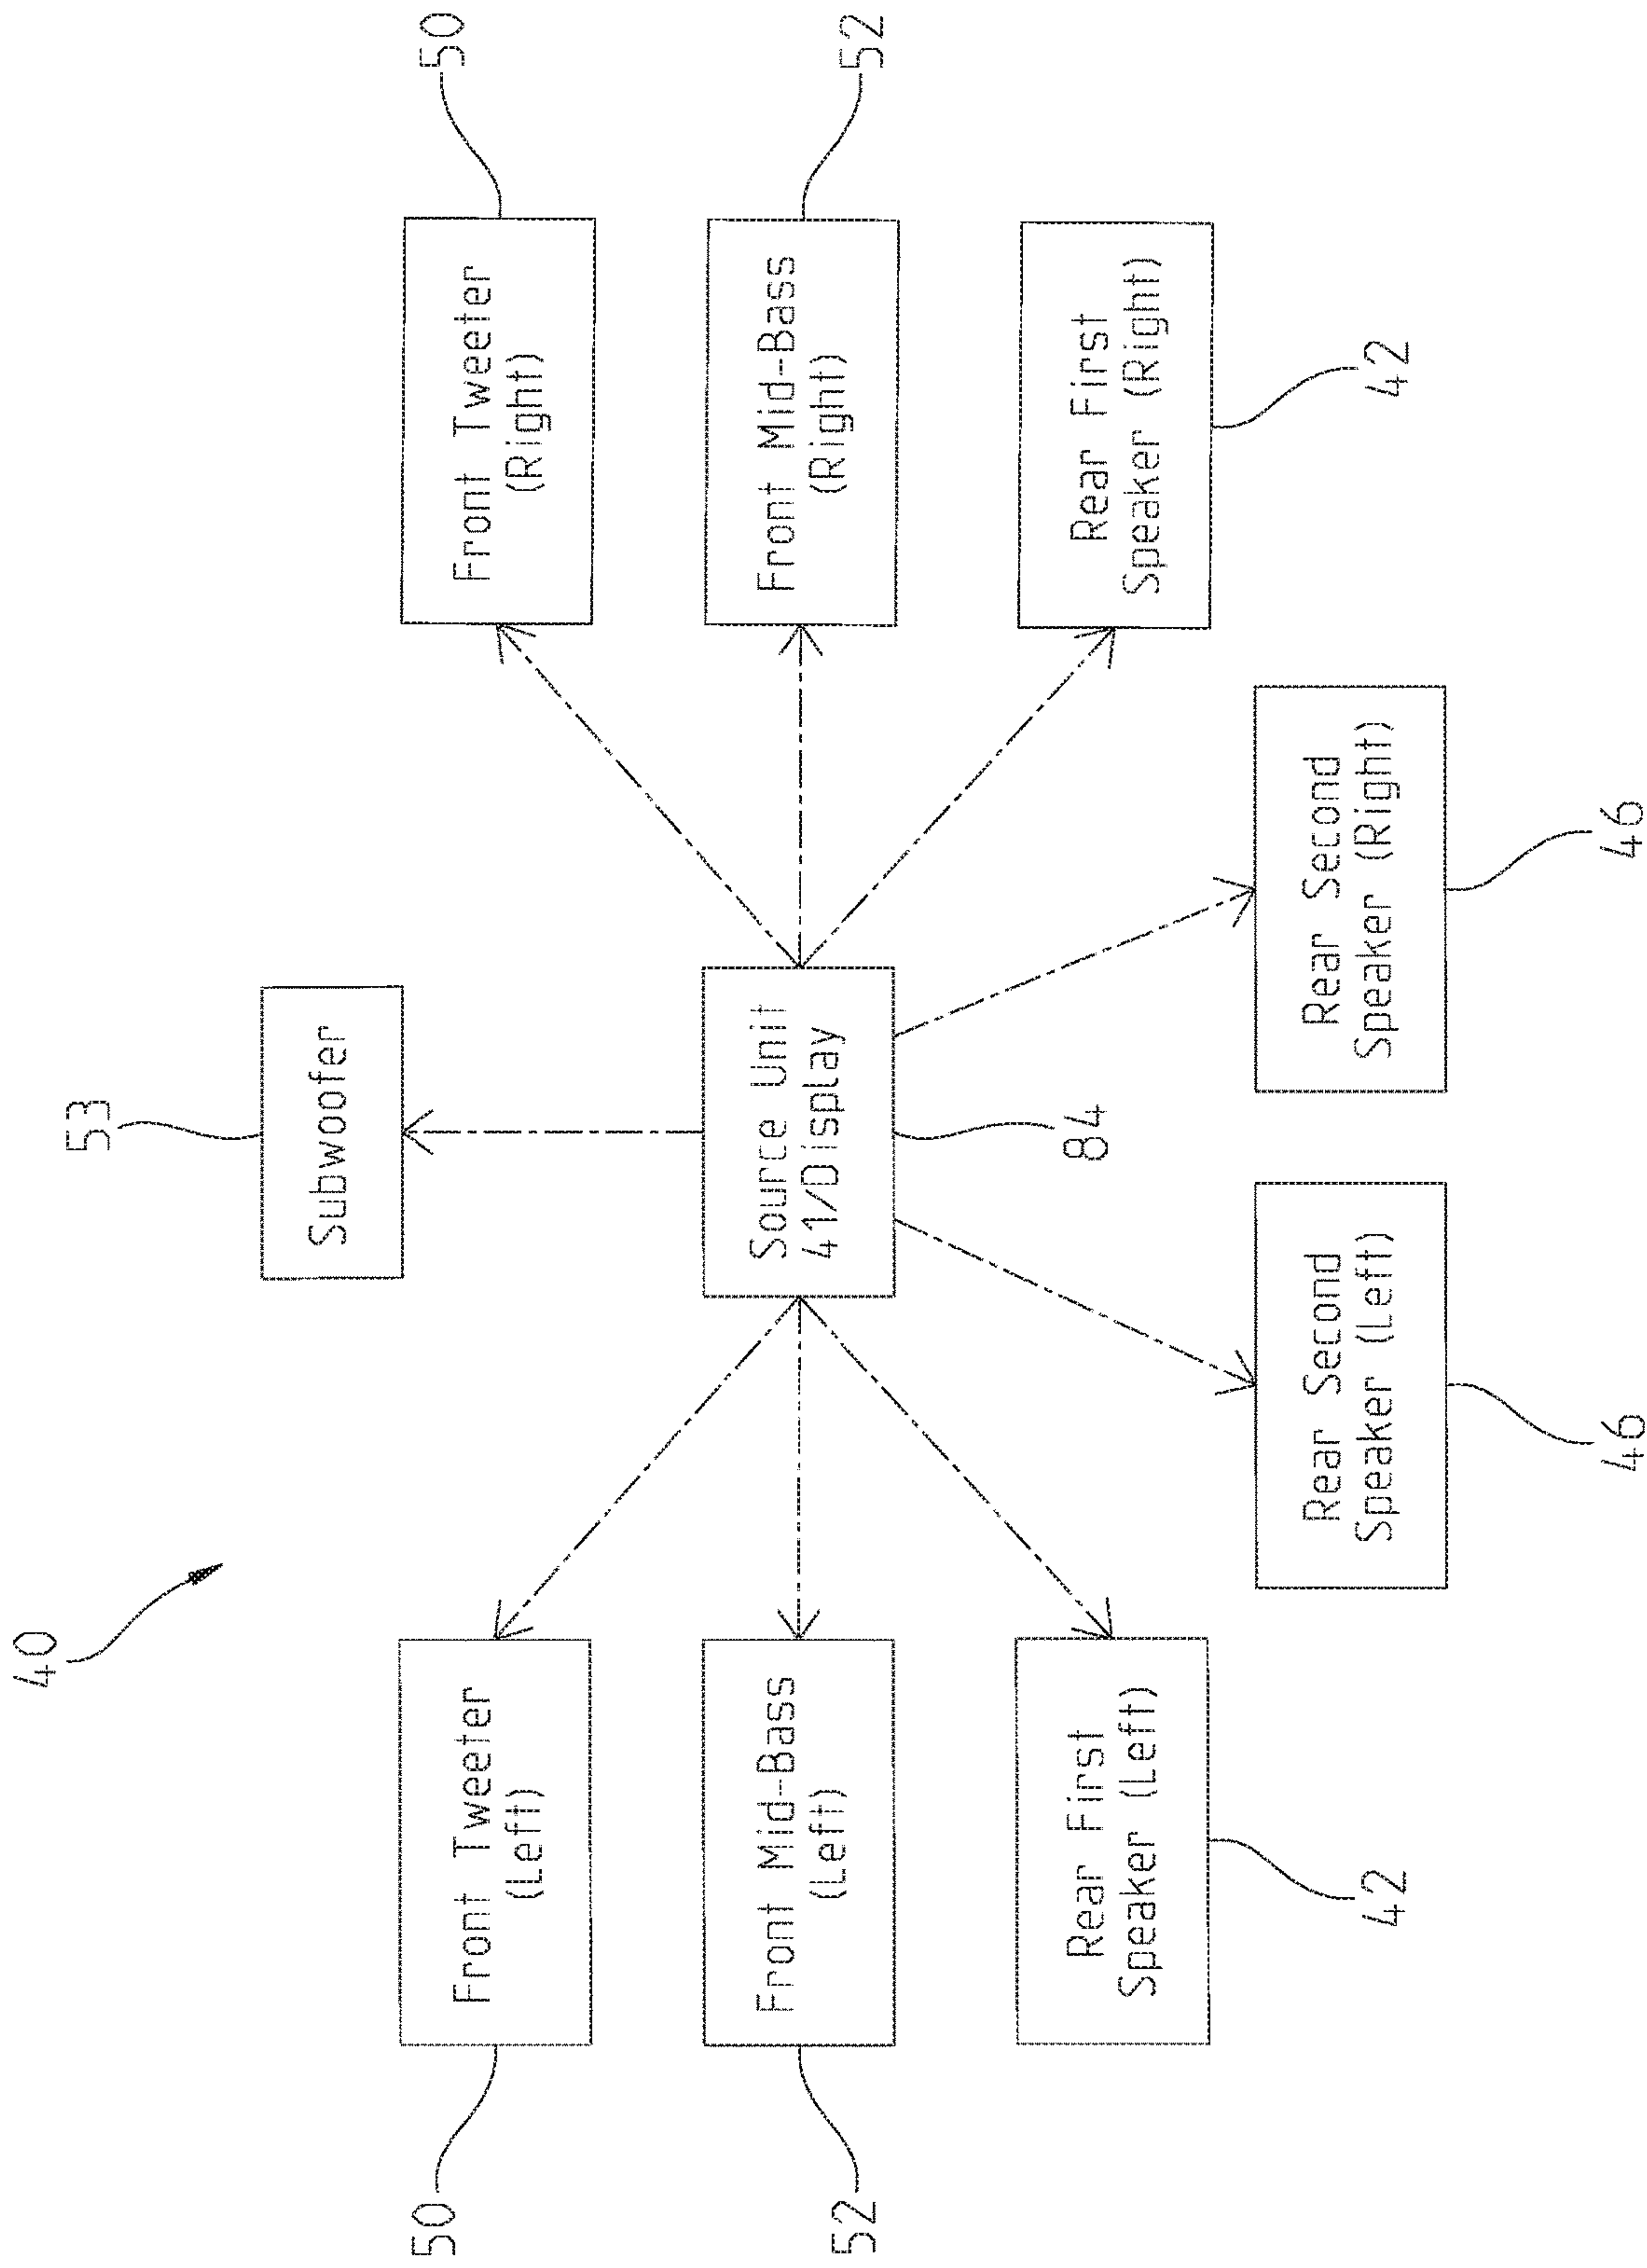 40
53
Subwoofer
50
Front Tweeter
(Left)
Front Tweeter
(Right)
50
52
Front Mid-Bass
(Left)
Source Unit
41/Display
84
Front Mid-Bass
(Right)
52
Rear First
Speaker (Left)
42
Rear First
Speaker (Right)
42
Rear Second
Speaker (Left)
46
Rear Second
Speaker (Right)
46